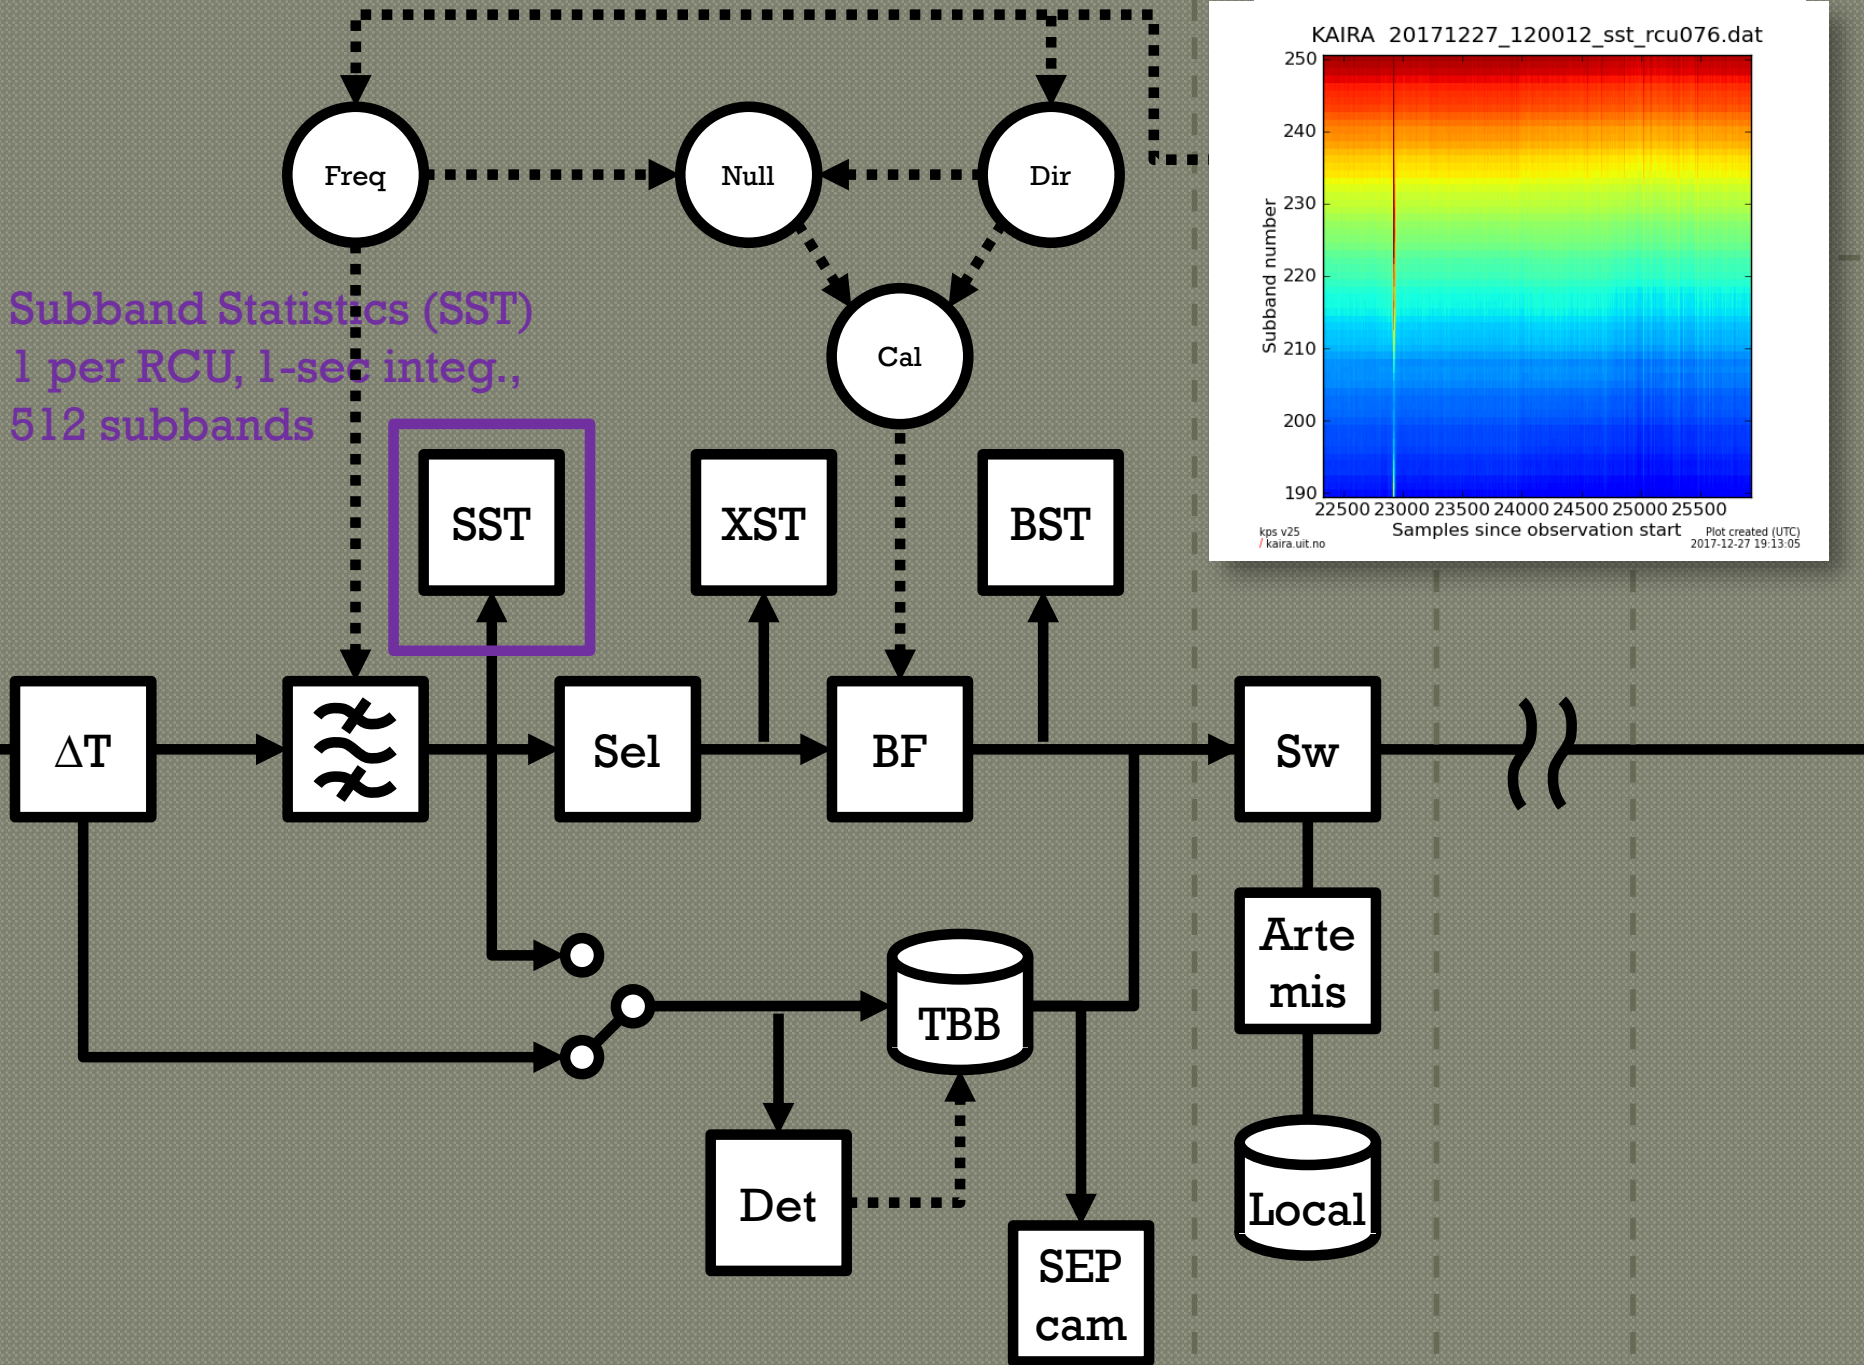 KAIRA 20171227_120012_sst_rcu076.dat
250
240
230
220
210
200
190
Subband number
22500 23000 23500 24000 24500 25000 25500
Samples since observation start
kps v25
/ kaira.uit.no
Plot created (UTC)
2017-12-27 19:13:05
Freq
Null
Dir
Cal
Subband Statistics (SST)
1 per RCU, 1-sec integ.,
512 subbands
SST
XST
BST
ΔT
Sel
BF
Sw
Arte
mis
TBB
Det
Local
SEP
cam